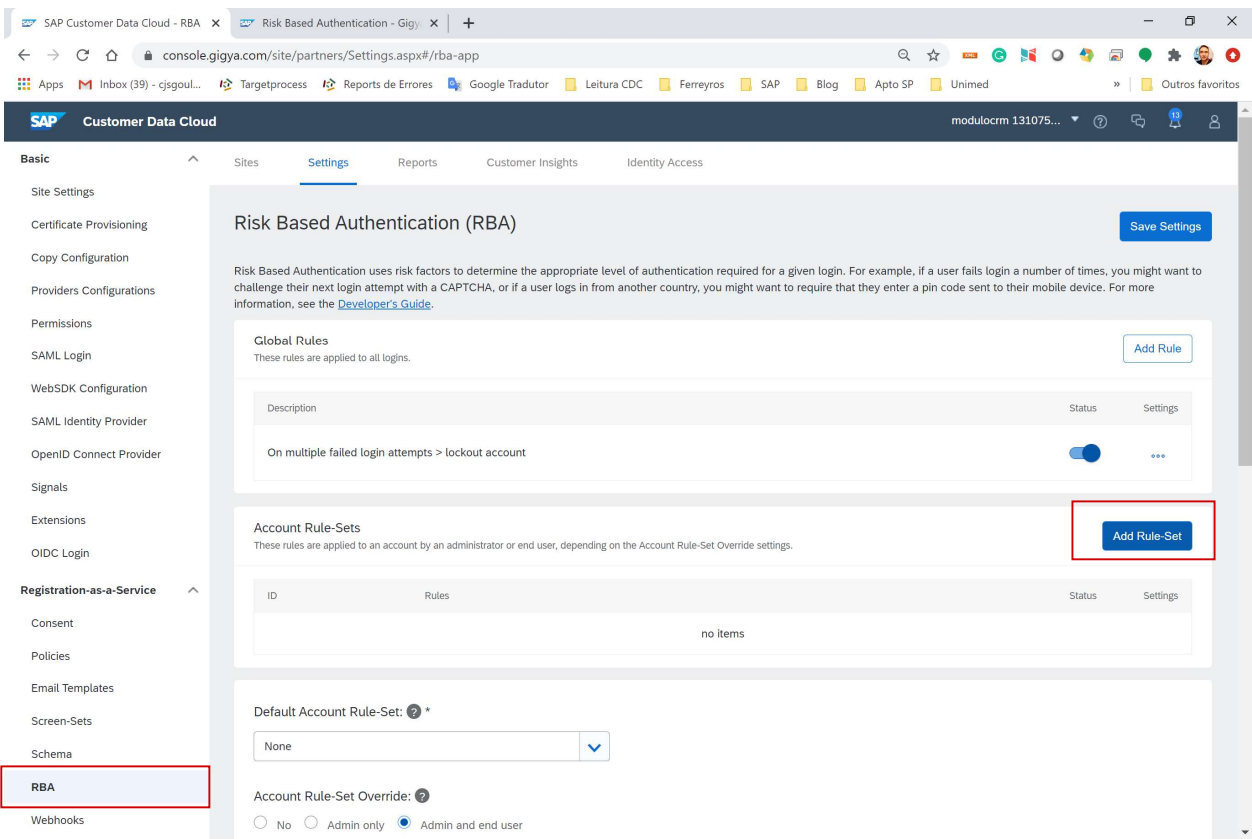 SAP Customer Data Cloud - RBA
Risk Based Authentication - Gigy
console.gigya.com/site/partners/Settings.aspx#/rba-app
Apps
Inbox (39) - cjsgoul...
Targetprocess
Reports de Errores
Google Tradutor
Leitura CDC
Ferreyros
SAP
Blog
Apto SP
Unimed
»
Outros favoritos
SAP Customer Data Cloud
modulocrm 131075...
13
Basic
Site Settings
Certificate Provisioning
Copy Configuration
Providers Configurations
Permissions
SAML Login
WebSDK Configuration
SAML Identity Provider
OpenID Connect Provider
Signals
Extensions
OIDC Login
Registration-as-a-Service
Consent
Policies
Email Templates
Screen-Sets
Schema
RBA
Webhooks
Sites
Settings
Reports
Customer Insights
Identity Access
Risk Based Authentication (RBA)
Save Settings
Risk Based Authentication uses risk factors to determine the appropriate level of authentication required for a given login. For example, if a user fails login a number of times, you might want to
challenge their next login attempt with a CAPTCHA, or if a user logs in from another country, you might want to require that they enter a pin code sent to their mobile device. For more
information, see the Developer's Guide.
Global Rules
These rules are applied to all logins.
Add Rule
Description
Status
Settings
On multiple failed login attempts > lockout account
Account Rule-Sets
These rules are applied to an account by an administrator or end user, depending on the Account Rule-Set Override settings.
Add Rule-Set
ID
Rules
Status
Settings
no items
Default Account Rule-Set: ? *
None
Account Rule-Set Override: ?
No
Admin only
Admin and end user